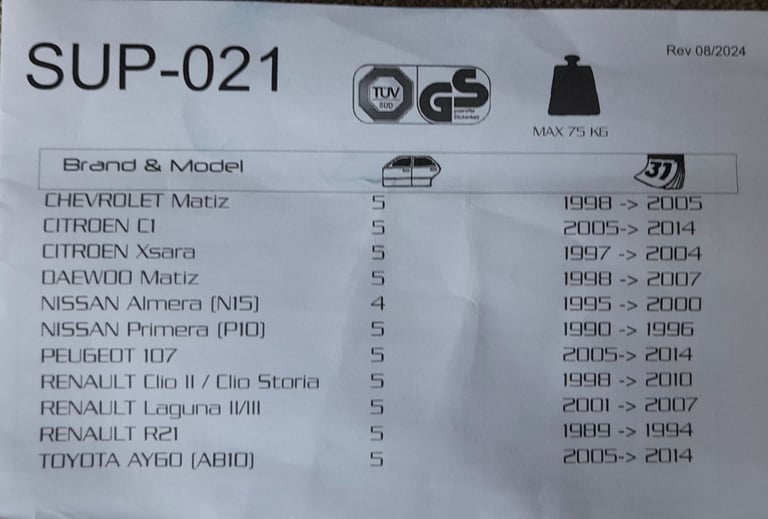 SUP-021
TÜV
SÜD
GS
geprüfte
Sicherheit
Rev 08/2024
MAX 75 KG
Brand & Model
31
CHEVROLET Matiz 5 1998 -> 2005
CITROEN C1 5 2005-> 2014
CITROEN Xsara 5 1997 -> 2004
DAEWOO Matiz 5 1998 -> 2007
NISSAN Almera (N15) 4 1995 -> 2000
NISSAN Primera (P10) 5 1990 -> 1996
PEUGEOT 107 5 2005-> 2014
RENAULT Clio II / Clio Storia 5 1998 -> 2010
RENAULT Laguna II/III 5 2001 -> 2007
RENAULT R21 5 1989 -> 1994
TOYOTA AYGO (AB10) 5 2005-> 2014